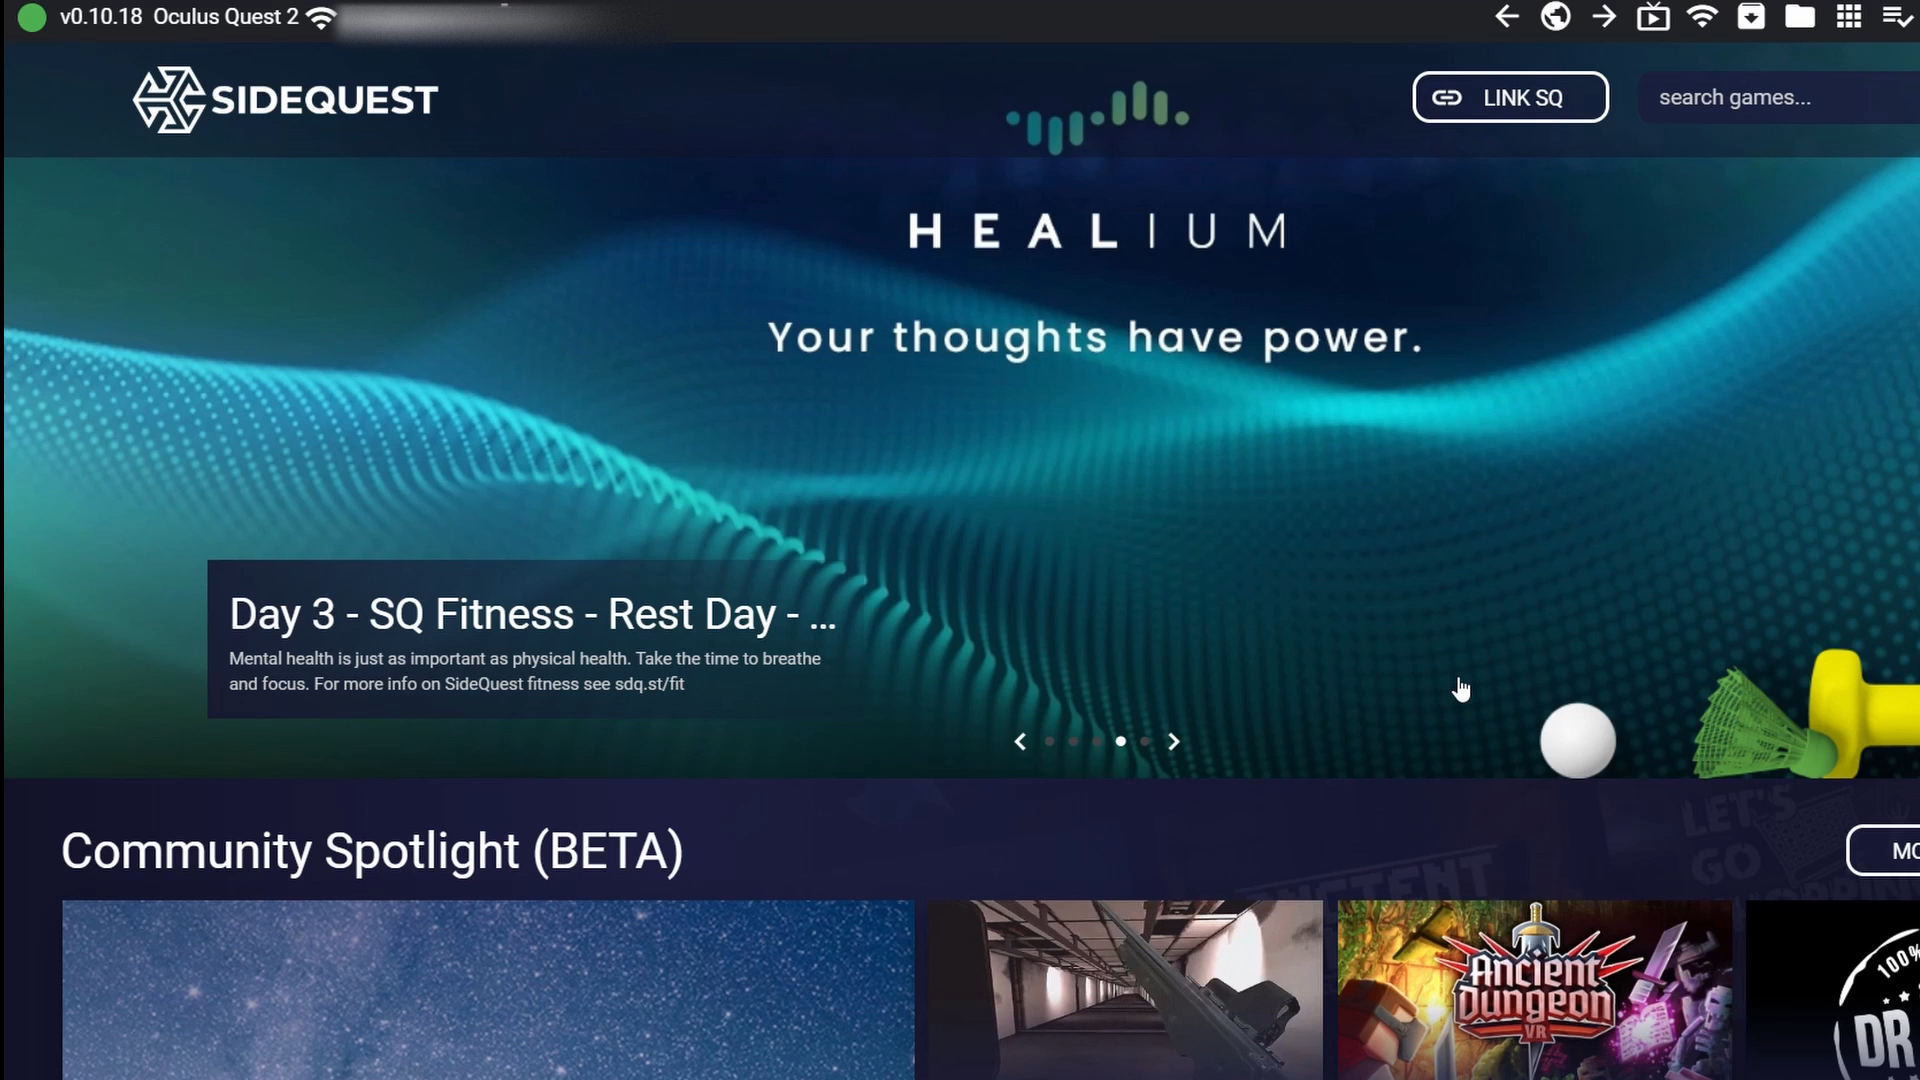 v0.10.18 Oculus Quest 2
SIDEQUEST
LINK SQ
search games...
HEALIUM
Your thoughts have power.
Day 3 - SQ Fitness - Rest Day - ...
Mental health is just as important as physical health. Take the time to breathe
and focus. For more info on SideQuest fitness see sdq.st/fit
Community Spotlight (BETA)
MO
LET'S
GO
Ancient
Dungeon
VR
100%
DR